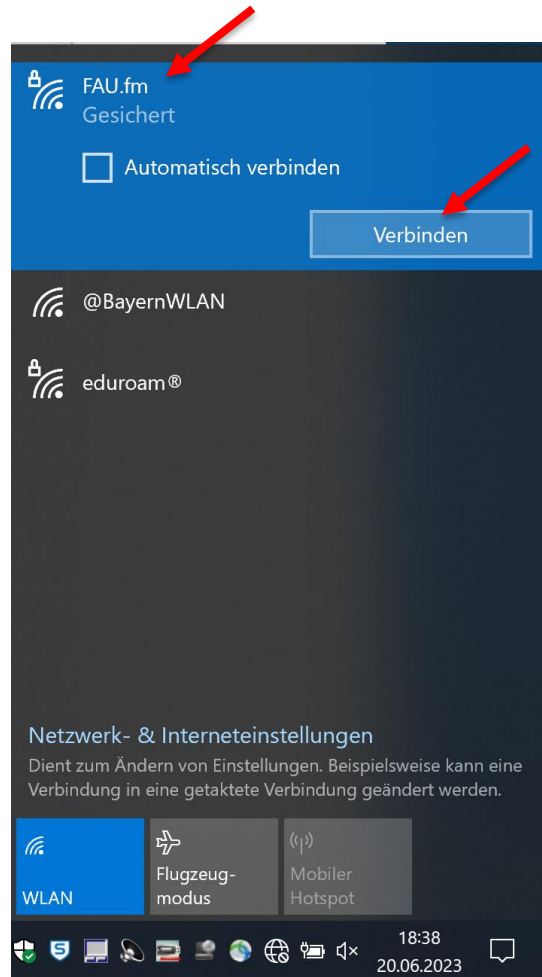 FAU.fm
Gesichert
Automatisch verbinden
Verbinden
@BayernWLAN
eduroam®
Netzwerk- & Interneteinstellungen
Dient zum Ändern von Einstellungen. Beispielsweise kann eine
Verbindung in eine getaktete Verbindung geändert werden.
WLAN
Flugzeug-
modus
Mobiler
Hotspot
18:38
20.06.2023